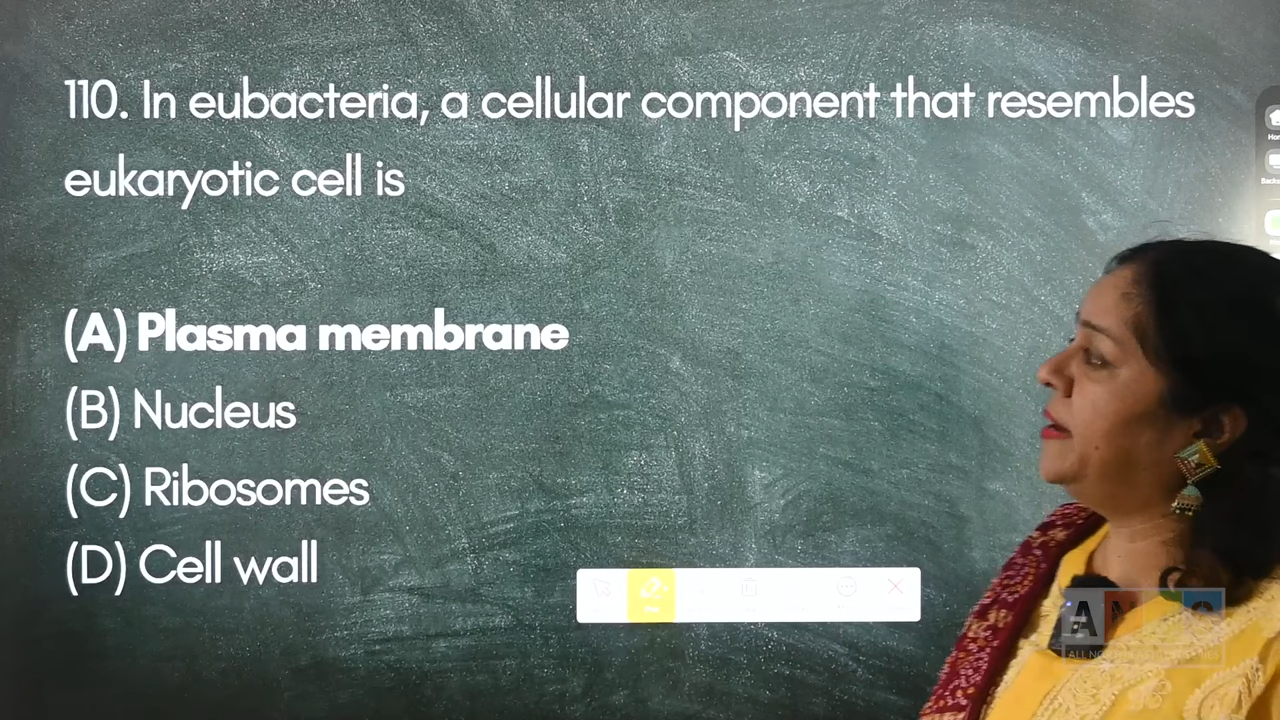 110. In eubacteria, a cellular component that resembles
eukaryotic cell is
(A) Plasma membrane
(B) Nucleus
(C) Ribosomes
(D) Cell wall